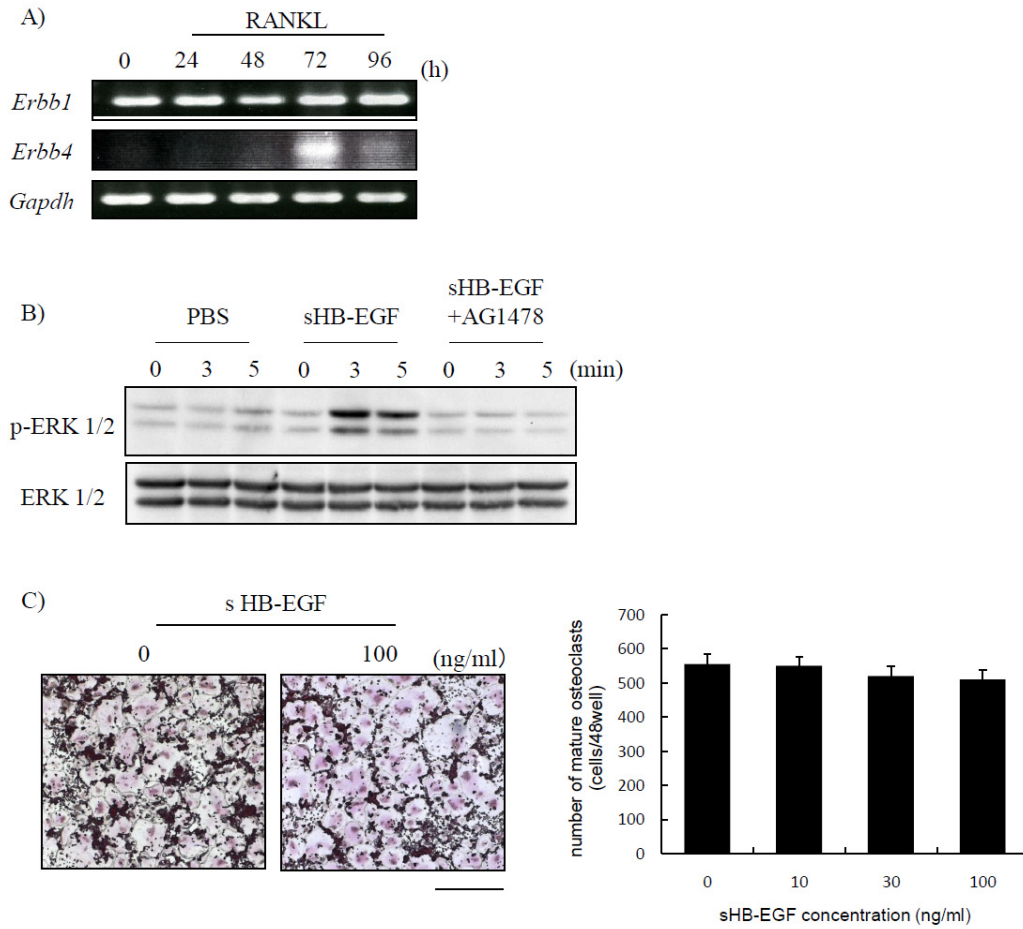 A)
RANKL
0 24 48 72 96 (h)
Erbb1
Erbb4
Gapdh
B)
PBS sHB-EGF sHB-EGF
+AG1478
0 3 5 0 3 5 0 3 5 (min)
p-ERK 1/2
ERK 1/2
C)
s HB-EGF
0 100 (ng/ml)
number of mature osteoclasts
(cells/48well)
700
600
500
400
300
200
100
0
0 10 30 100
sHB-EGF concentration (ng/ml)